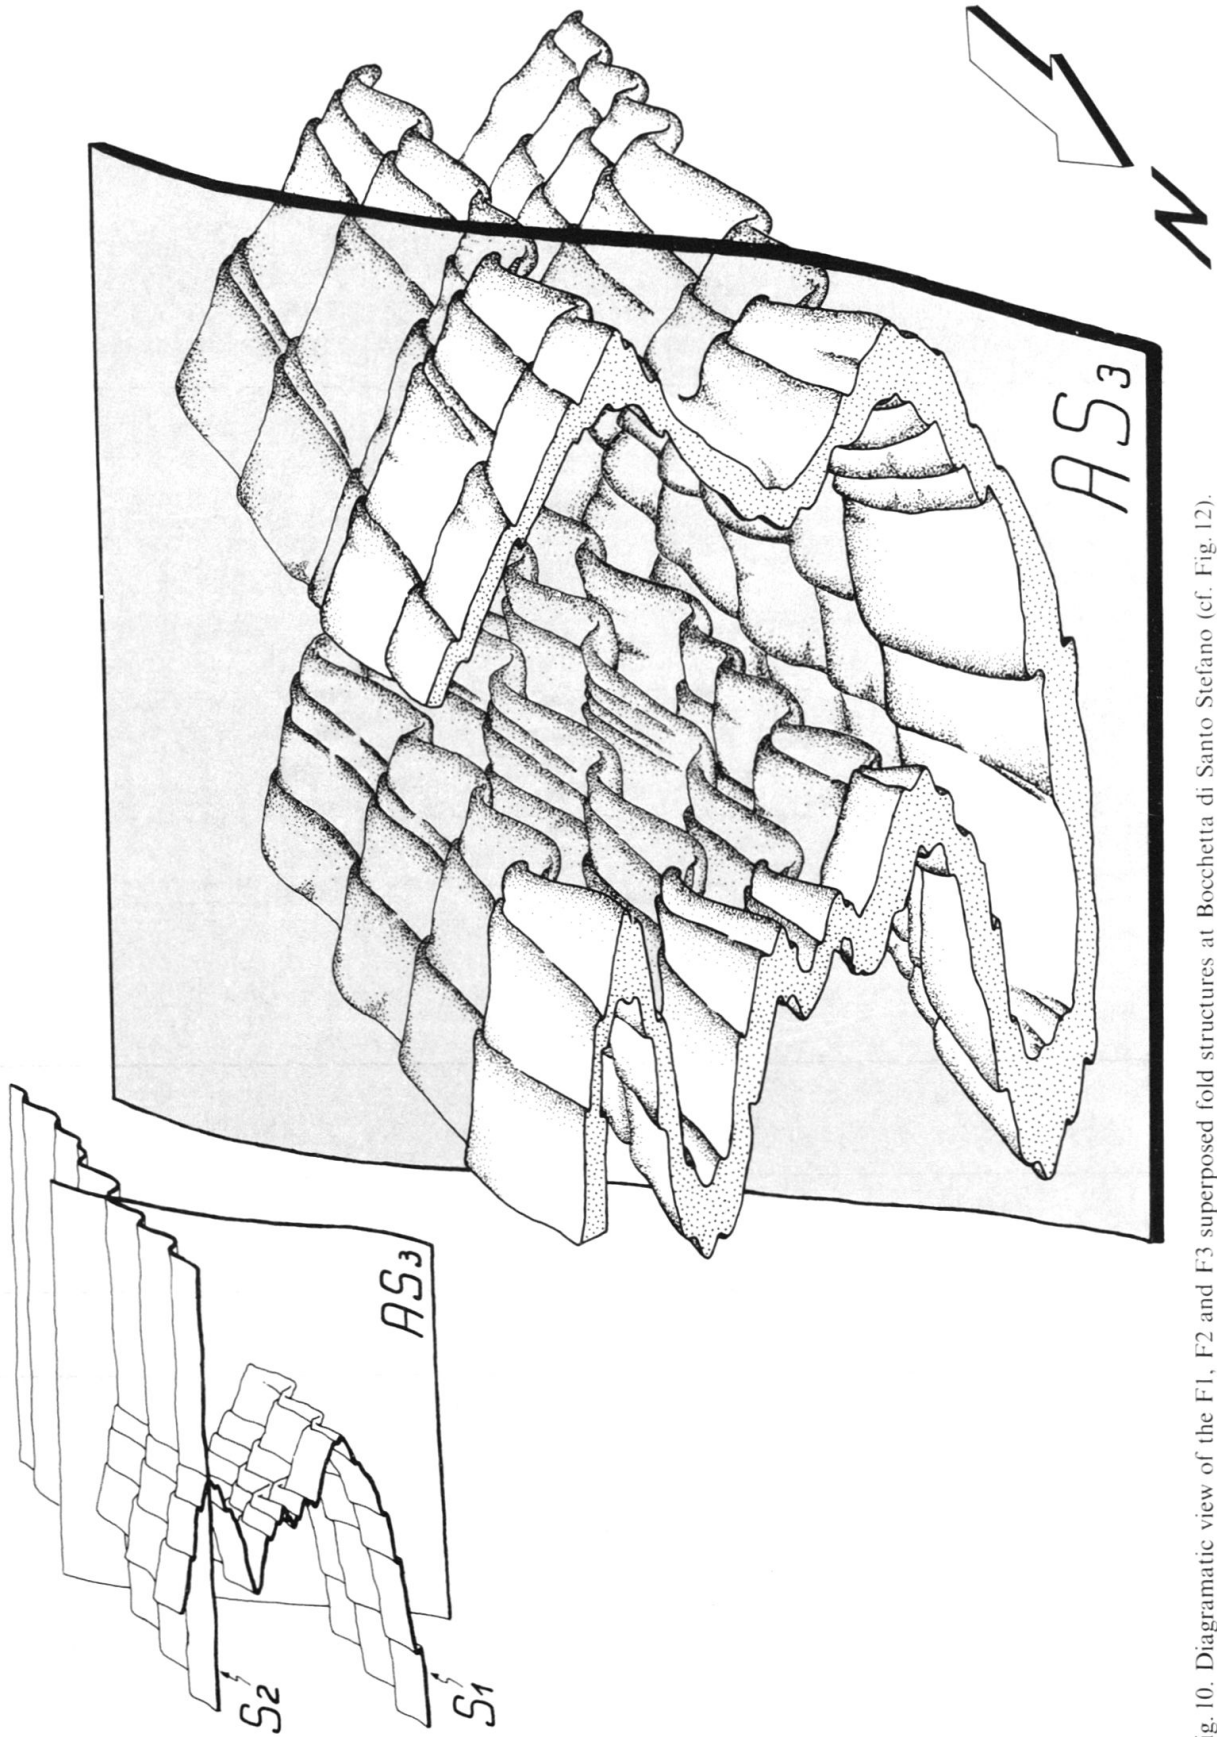 S2
S1
AS3
AS3
N
ig. 10. Diagramatic view of the F1, F2 and F3 superposed fold structures at Bocchetta di Santo Stefano (cf. Fig. 12).